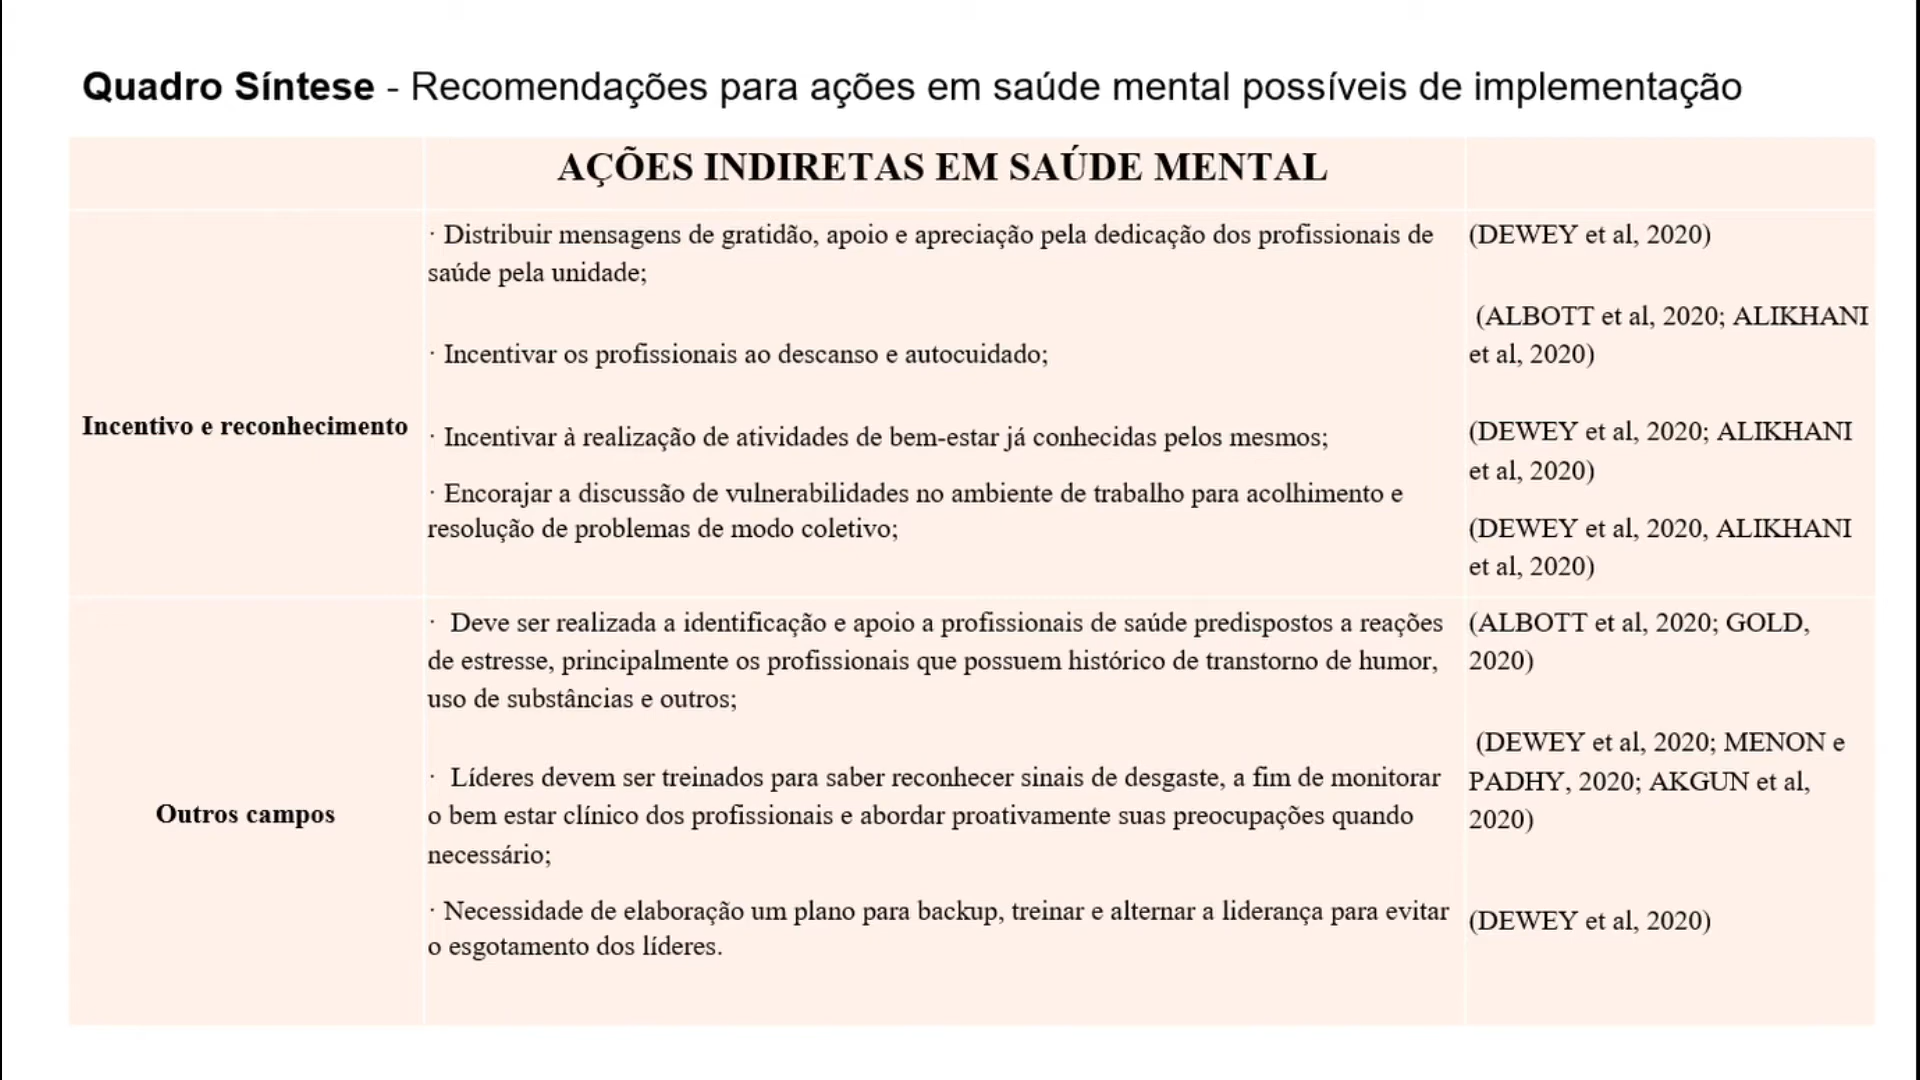 Quadro Síntese - Recomendações para ações em saúde mental possíveis de implementação
AÇÕES INDIRETAS EM SAÚDE MENTAL
Incentivo e reconhecimento
· Distribuir mensagens de gratidão, apoio e apreciação pela dedicação dos profissionais de
saúde pela unidade;
· Incentivar os profissionais ao descanso e autocuidado;
· Incentivar à realização de atividades de bem-estar já conhecidas pelos mesmos;
· Encorajar a discussão de vulnerabilidades no ambiente de trabalho para acolhimento e
resolução de problemas de modo coletivo;
(DEWEY et al, 2020)
(ALBOTT et al, 2020; ALIKHANI
et al, 2020)
(DEWEY et al, 2020; ALIKHANI
et al, 2020)
(DEWEY et al, 2020, ALIKHANI
et al, 2020)
Outros campos
· Deve ser realizada a identificação e apoio a profissionais de saúde predispostos a reações
de estresse, principalmente os profissionais que possuem histórico de transtorno de humor,
uso de substâncias e outros;
· Líderes devem ser treinados para saber reconhecer sinais de desgaste, a fim de monitorar
o bem estar clínico dos profissionais e abordar proativamente suas preocupações quando
necessário;
· Necessidade de elaboração um plano para backup, treinar e alternar a liderança para evitar
o esgotamento dos líderes.
(ALBOTT et al, 2020; GOLD,
2020)
(DEWEY et al, 2020; MENON e
PADHY, 2020; AKGUN et al,
2020)
(DEWEY et al, 2020)